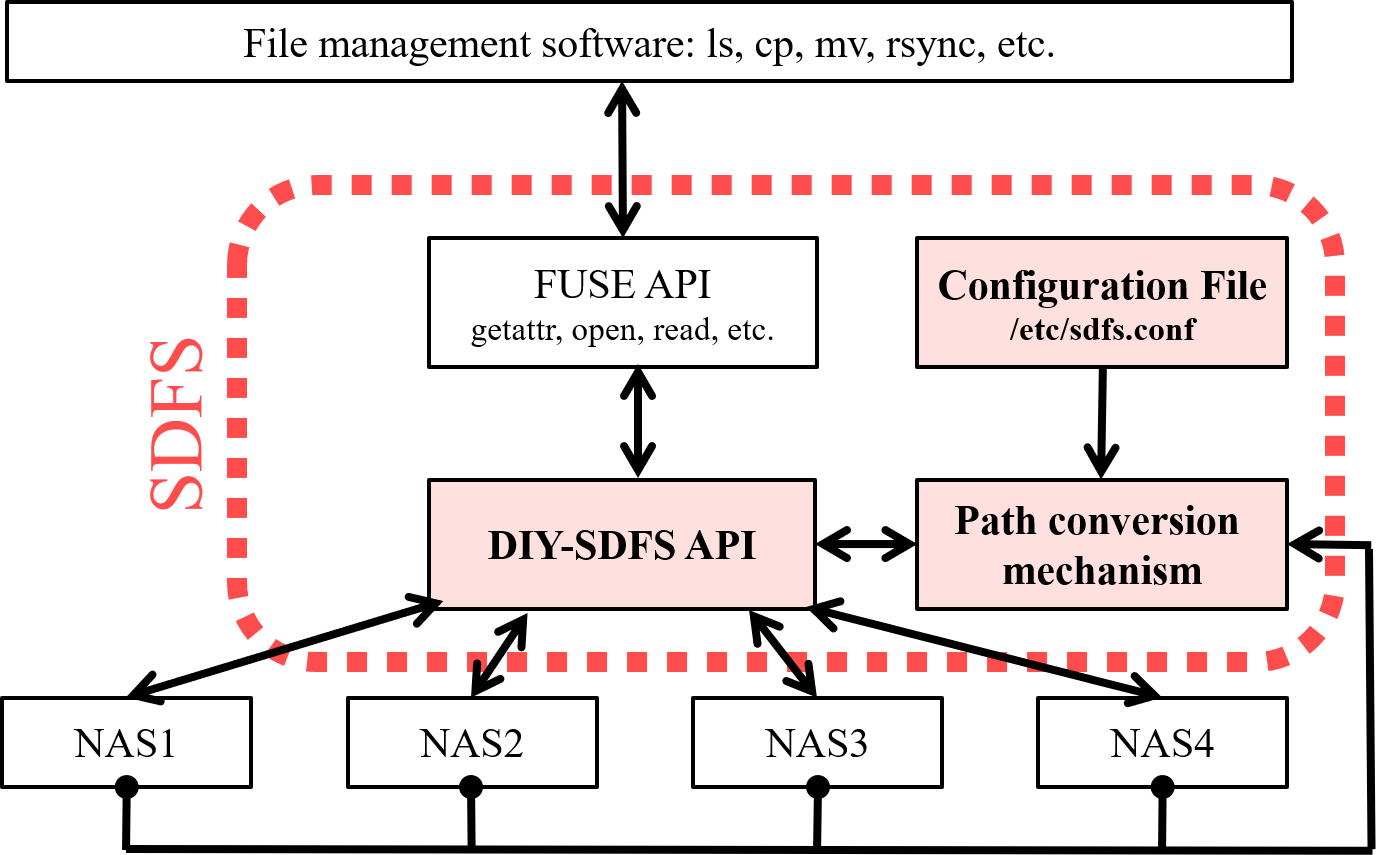 File management software: ls, cp, mv, rsync, etc.
SDFS
FUSE API
getattr, open, read, etc.
Configuration File
/etc/sdfs.conf
DIY-SDFS API
Path conversion
mechanism
NAS1
NAS2
NAS3
NAS4